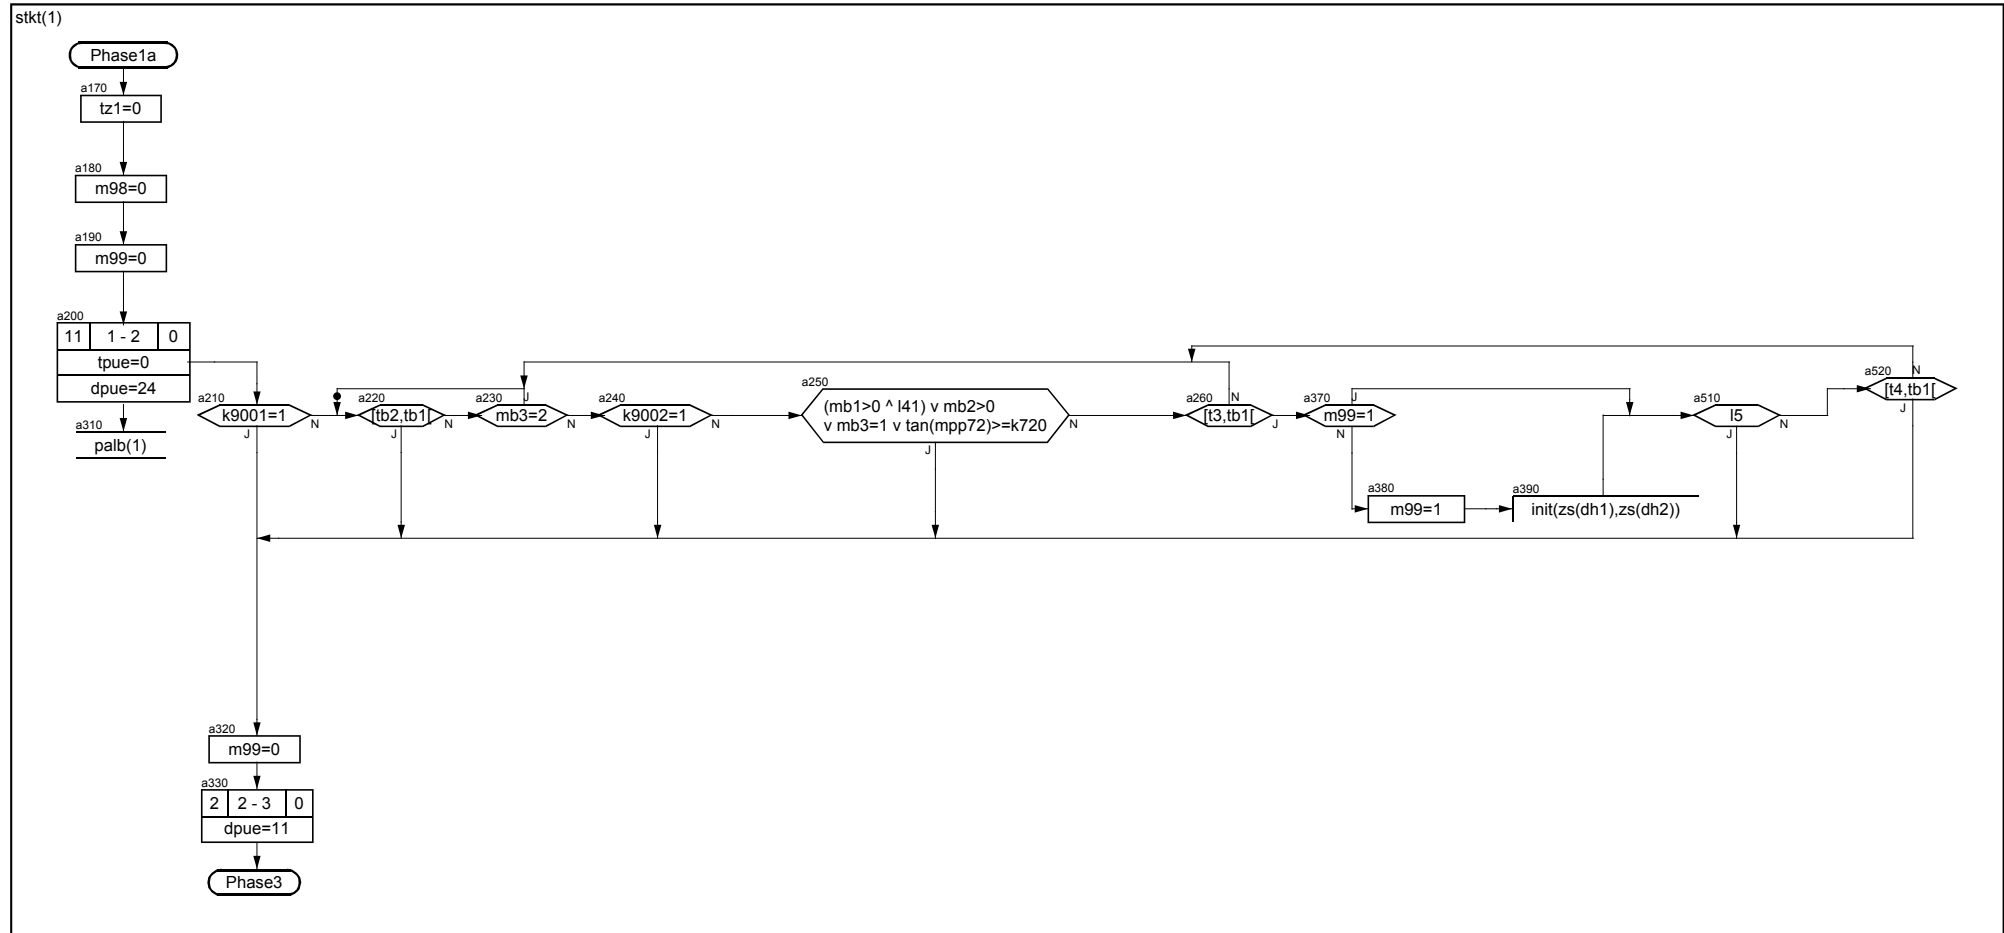 stkt(1)
Phase1a
a170
tz1=0
a180
m98=0
a190
m99=0
a200
11 1 - 2 0
tpue=0
dpue=24
a310
palb(1)
a210
k9001=1
J
N
a220
[tb2,tb1[
J
N
a230
J
mb3=2
N
a240
k9002=1
J
N
a250
(mb1>0 ^ l41) v mb2>0
v mb3=1 v tan(mpp72)>=k720
J
N
a260
N
[t3,tb1[
J
a370
J
m99=1
N
a380
m99=1
a390
init(zs(dh1),zs(dh2))
a510
l5
J
N
a520
N
[t4,tb1[
J
a320
m99=0
a330
2 2 - 3 0
dpue=11
Phase3